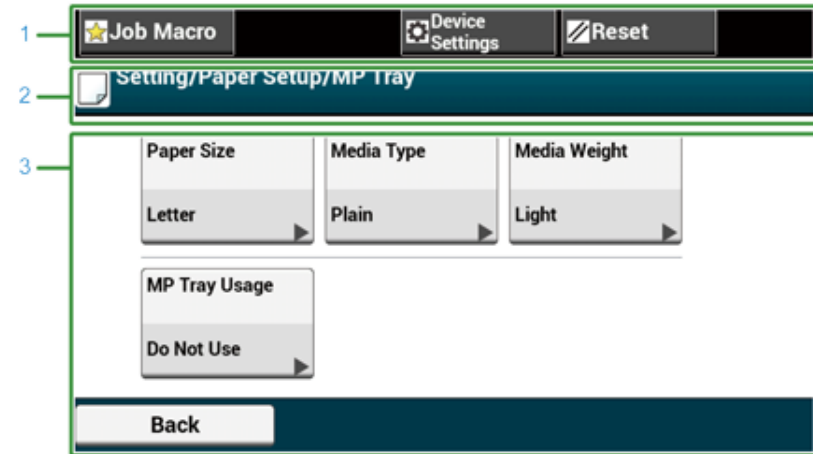 1
Job Macro
Device
Settings
Reset
2
Setting/Paper Setup/MP Tray
3
Paper Size
Media Type
Media Weight
Letter
Plain
Light
MP Tray Usage
Do Not Use
Back